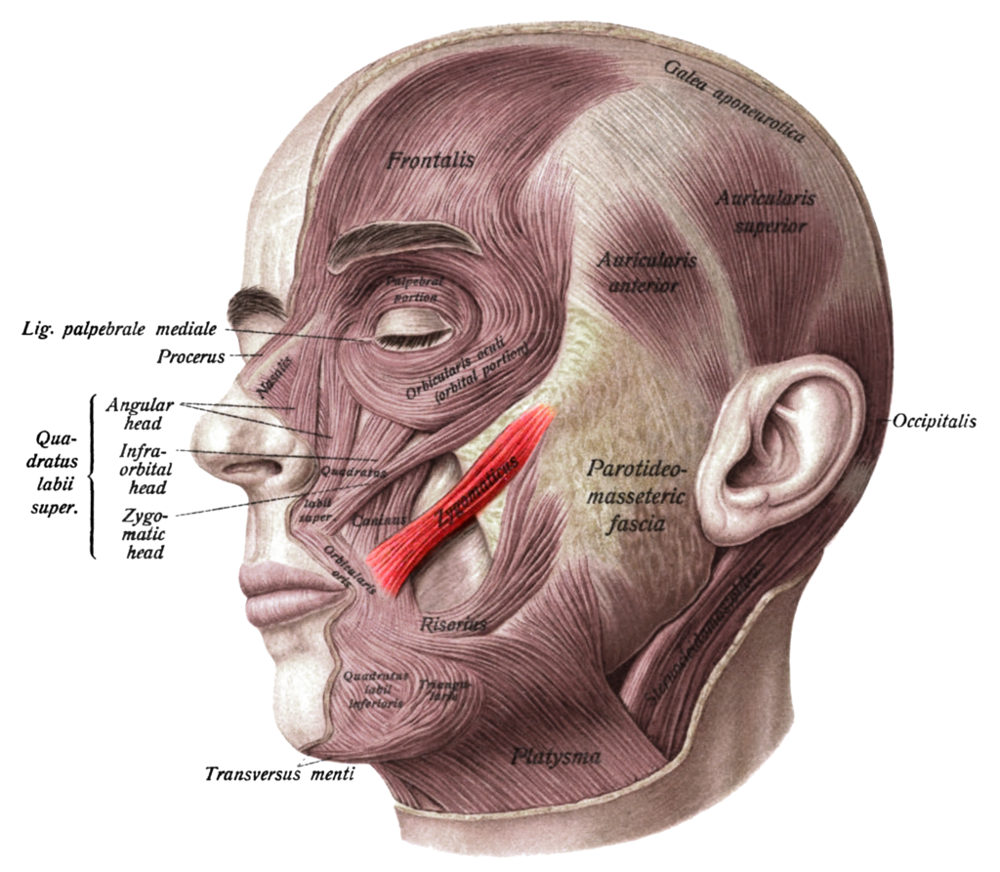 Galea aponeurotica
Frontalis
Auricularis
superior
Auricularis
anterior
Palpebral
portion
Lig. palpebrale mediale
Orbicularis oculi
(orbital portion)
Procerus
Nasalis
Angular
head
Occipitalis
Qua-
dratus
labii
super.
Infra-
orbital
head
Quadratus
labii
super.
Zygomaticus
Parotideo-
masseteric
fascia
Zygo-
matic
head
Caninus
Orbicularis
oris
Sternocleidomastoideus
Risorius
Quadratus
labii
inferioris
Triangu-
laris
Platysma
Transversus menti